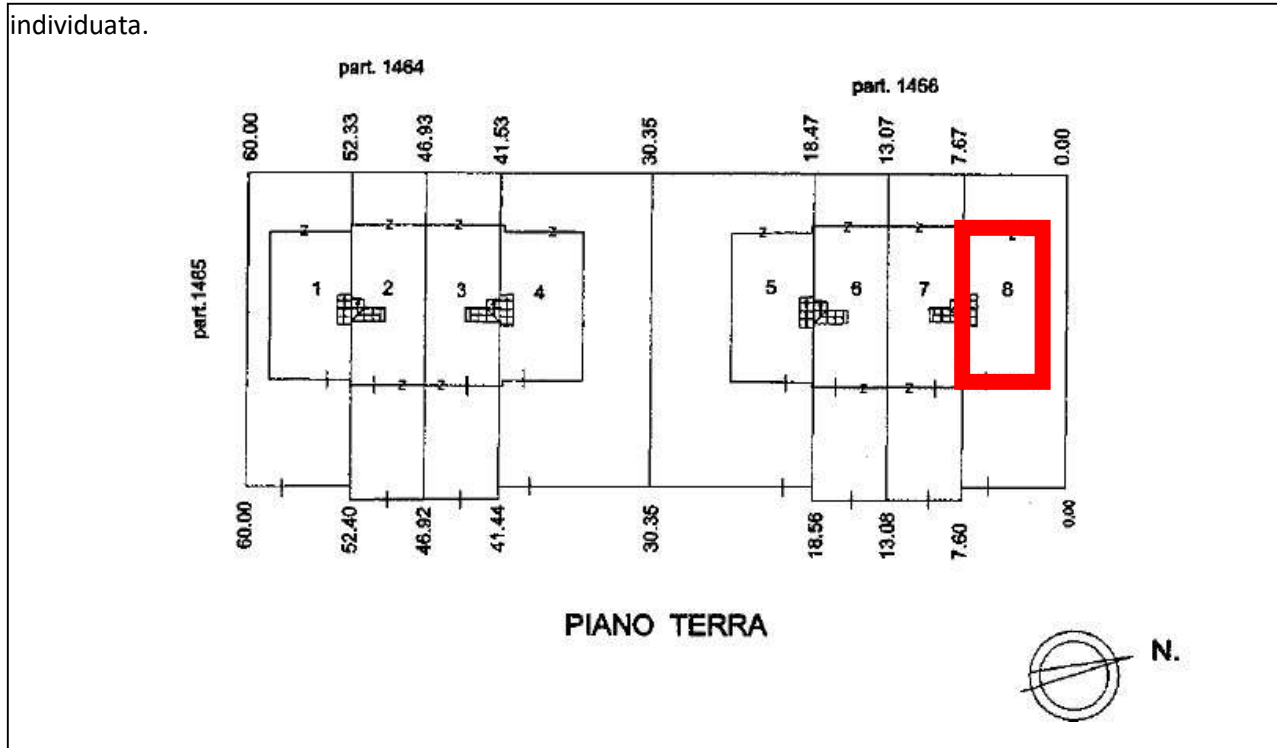 individuata.
part. 1464
part. 1456
60.00 52.33 46.93 41.53 30.35 18.47 13.07 7.67 0.00
part.1465
z z z z z z z z
1 2 3 4 5 6 7 8
z z z z
60.00 52.40 46.92 41.44 30.35 18.56 13.08 7.60 0.00
PIANO TERRA
N.